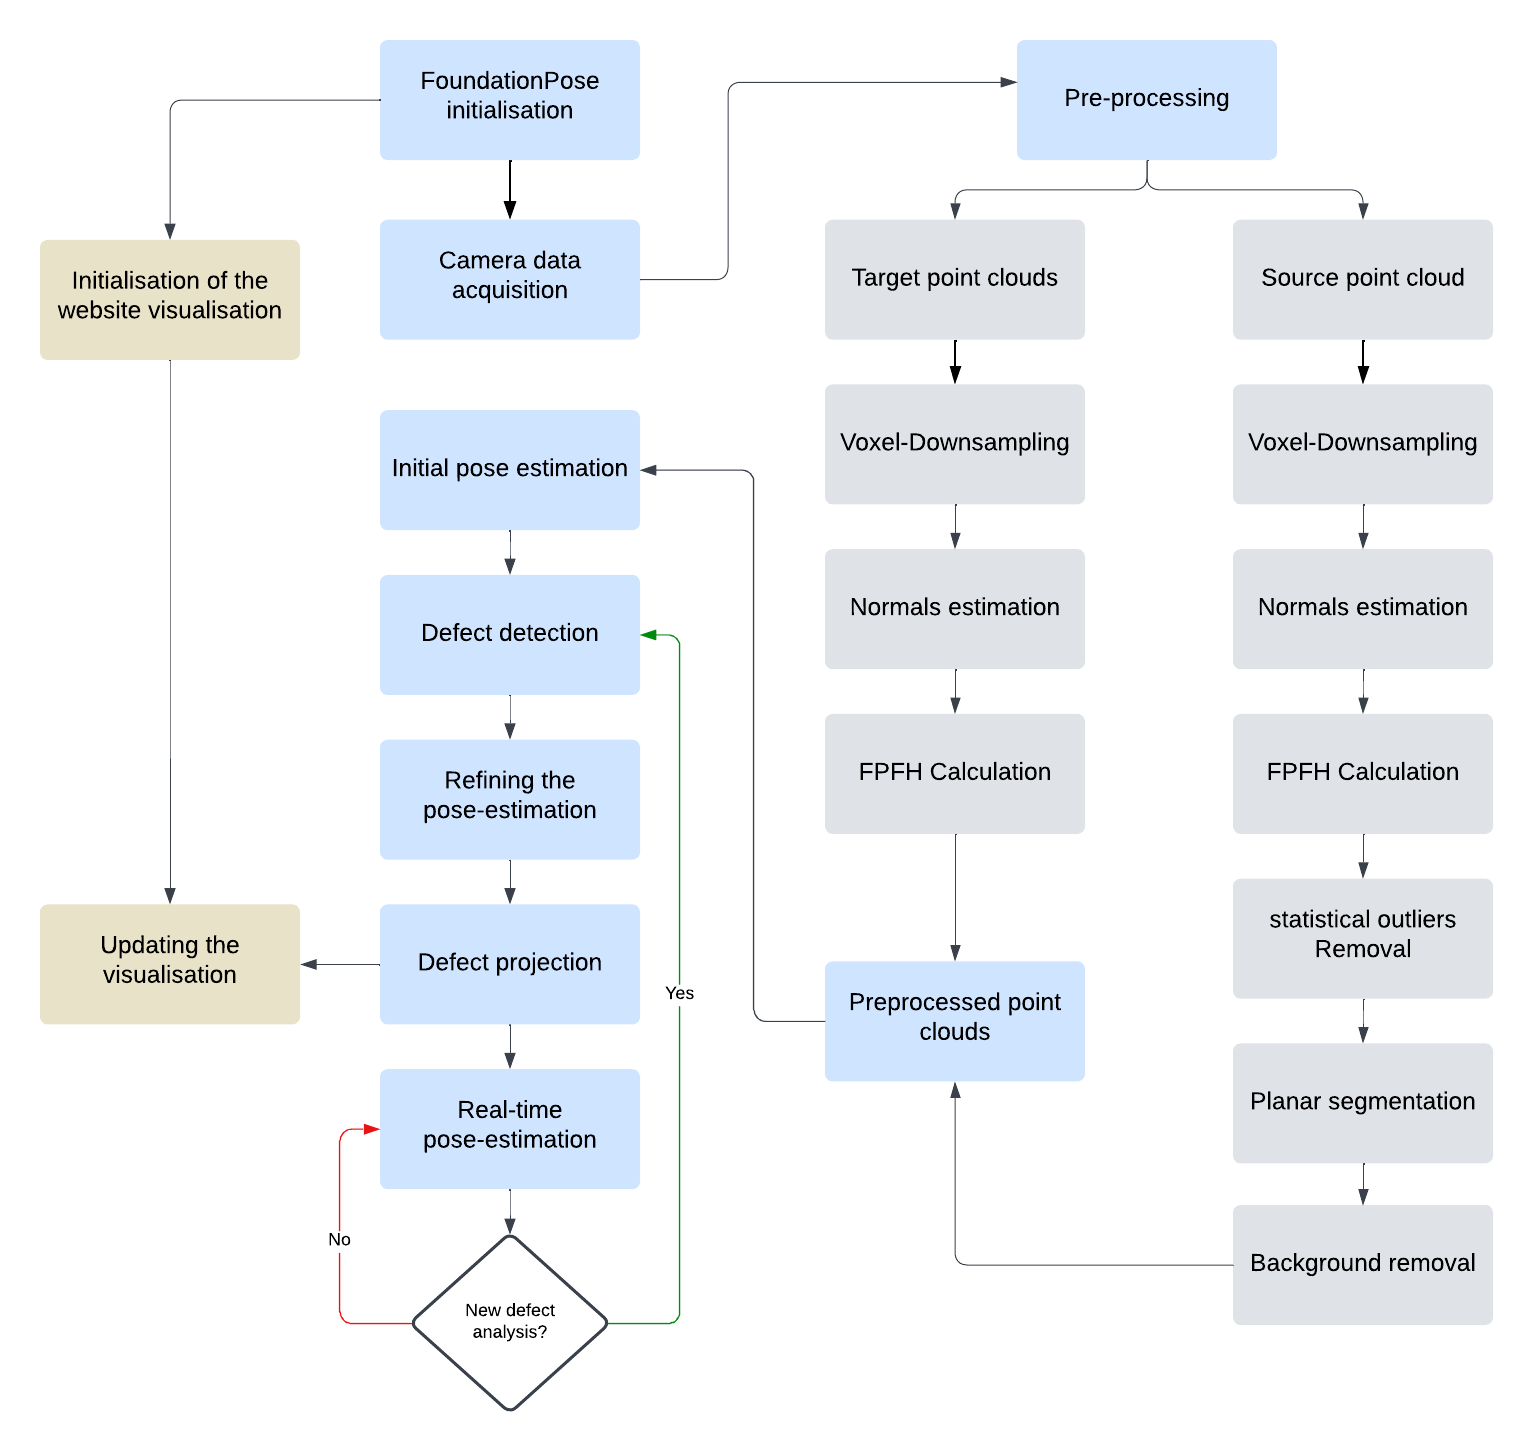 FoundationPose
initialisation
Pre-processing
Camera data
acquisition
Initialisation of the
website visualisation
Target point clouds
Source point cloud
Voxel-Downsampling
Voxel-Downsampling
Initial pose estimation
Normals estimation
Normals estimation
Defect detection
FPFH Calculation
FPFH Calculation
Refining the
pose-estimation
statistical outliers
Removal
Updating the
visualisation
Defect projection
Yes
Preprocessed point
clouds
Planar segmentation
Real-time
pose-estimation
No
Background removal
New defect
analysis?